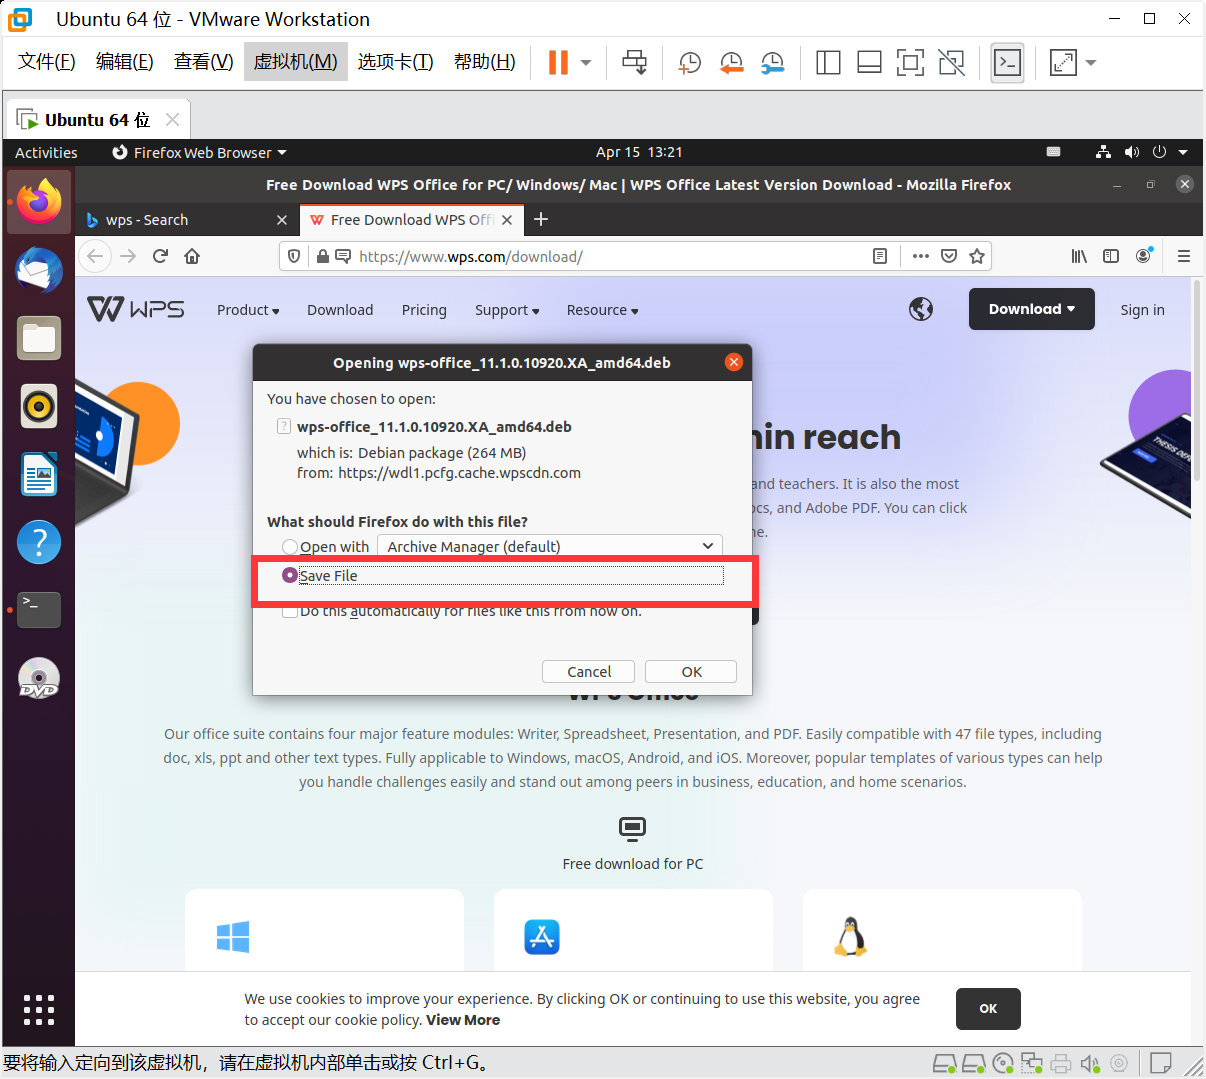 Ubuntu 64 位 - VMware Workstation
文件(F) 编辑(E) 查看(V) 虚拟机(M) 选项卡(T) 帮助(H)
Ubuntu 64 位
Activities Firefox Web Browser Apr 15 13:21
Free Download WPS Office for PC/ Windows/ Mac | WPS Office Latest Version Download - Mozilla Firefox
wps - Search Free Download WPS Off
https://www.wps.com/download/
WPS Product Download Pricing Support Resource Download Sign in
Opening wps-office_11.1.0.10920.XA_amd64.deb
You have chosen to open:
? wps-office_11.1.0.10920.XA_amd64.deb
which is: Debian package (264 MB)
from: https://wdl1.pcfg.cache.wpscdn.com
What should Firefox do with this file?
Open with Archive Manager (default)
Save File
Do this automatically for files like this from now on.
Cancel OK
in reach
and teachers. It is also the most
ocs, and Adobe PDF. You can click
ne.
THESIS DEF
WPS Office
Our office suite contains four major feature modules: Writer, Spreadsheet, Presentation, and PDF. Easily compatible with 47 file types, including
doc, xls, ppt and other text types. Fully applicable to Windows, macOS, Android, and iOS. Moreover, popular templates of various types can help
you handle challenges easily and stand out among peers in business, education, and home scenarios.
Free download for PC
DVD
We use cookies to improve your experience. By clicking OK or continuing to use this website, you agree
to accept our cookie policy. View More
OK
要将输入定向到该虚拟机，请在虚拟机内部单击或按 Ctrl+G。